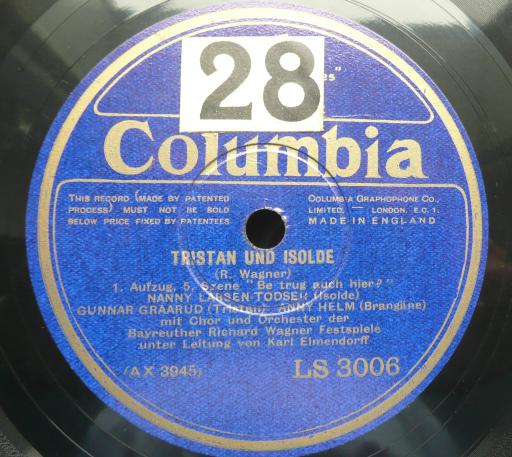 28
es"
Columbia
THIS RECORD (MADE BY PATENTED
PROCESS) MUST NOT BE SOLD
BELOW PRICE FIXED BY PATENTEES
COLUMBIA GRAPHOPHONE CO.,
LIMITED, — LONDON, E.C. 1.
MADE IN ENGLAND
TRISTAN UND ISOLDE
(R. Wagner)
1. Aufzug, 5. Szene "Be trug auch hier?"
NANNY LARSEN-TODSEN (Isolde)
GUNNAR GRAARUD (Tristan) ANNY HELM (Brangäne)
mit Chor und Orchester der
Bayreuther Richard Wagner Festspiele
unter Leitung von Karl Elmendorff
(AX 3945)
LS 3006